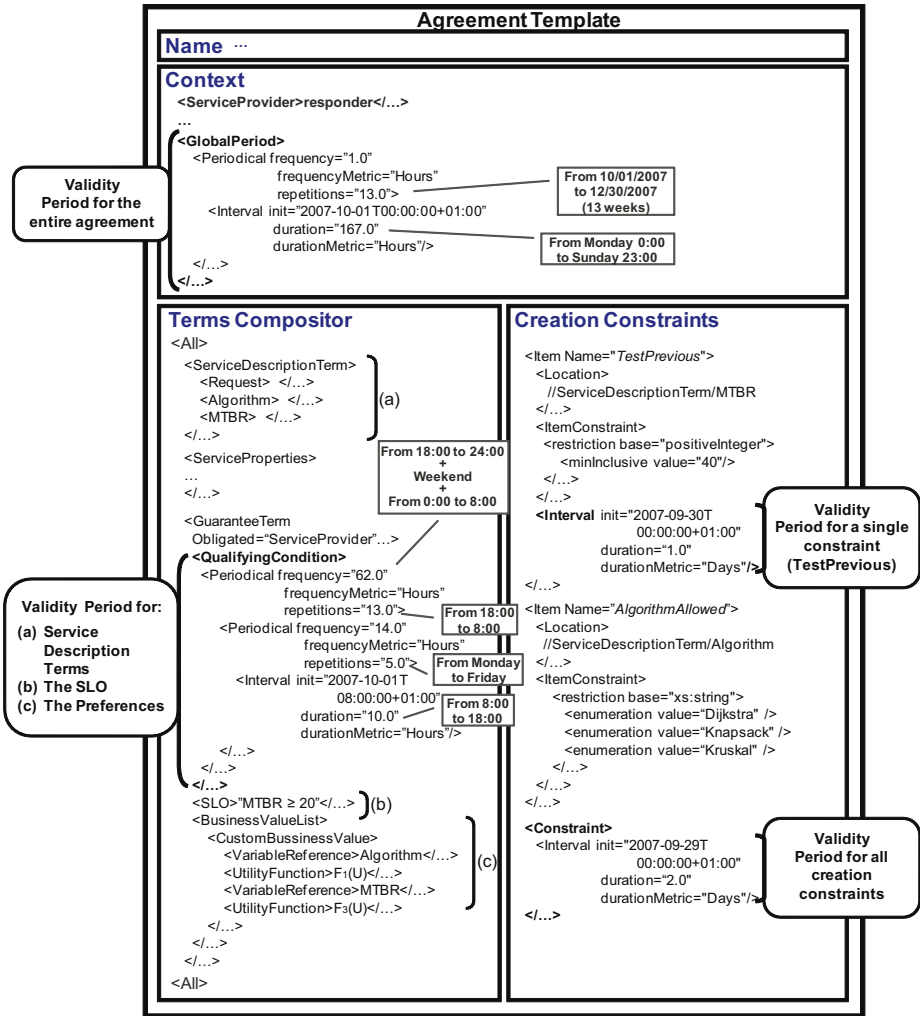 Agreement Template
Name ...
Context
<ServiceProvider>responder</...>
...
<GlobalPeriod>
<Periodical frequency="1.0"
frequencyMetric="Hours"
repetitions="13.0">
<Interval init="2007-10-01T00:00:00+01:00"
duration="167.0"
durationMetric="Hours"/>
</...>
</...>
From 10/01/2007
to 12/30/2007
(13 weeks)
From Monday 0:00
to Sunday 23:00
Validity
Period for the
entire agreement
Terms Compositor
<All>
<ServiceDescriptionTerm>
<Request> </...>
<Algorithm> </...>
<MTBR> </...>
</...>
(a)
<ServiceProperties>
...
</...>
From 18:00 to 24:00
+
Weekend
+
From 0:00 to 8:00
<GuaranteeTerm
Obligated="ServiceProvider"...>
<QualifyingCondition>
<Periodical frequency="62.0"
frequencyMetric="Hours"
repetitions="13.0">
From 18:00
to 8:00
<Periodical frequency="14.0"
frequencyMetric="Hours"
repetitions="5.0">
From Monday
to Friday
<Interval init="2007-10-01T
08:00:00+01:00"
duration="10.0"
durationMetric="Hours"/>
From 8:00
to 18:00
</...>
</...>
</...>
<SLO>"MTBR ≥ 20"</...>
(b)
<BusinessValueList>
<CustomBussinessValue>
<VariableReference>Algorithm</...>
<UtilityFunction>F1(U)</...>
<VariableReference>MTBR</...>
<UtilityFunction>F3(U)</...>
</...>
</...>
</...>
(c)
<All>
Validity Period for:
(a) Service
Description
Terms
(b) The SLO
(c) The Preferences
Creation Constraints
<Item Name="TestPrevious">
<Location>
//ServiceDescriptionTerm/MTBR
</...>
<ItemConstraint>
<restriction base="positiveInteger">
<minInclusive value="40"/>
</...>
</...>
<Interval init="2007-09-30T
00:00:00+01:00"
duration="1.0"
durationMetric="Days"/>
</...>
Validity
Period for a single
constraint
(TestPrevious)
<Item Name="AlgorithmAllowed">
<Location>
//ServiceDescriptionTerm/Algorithm
</...>
<ItemConstraint>
<restriction base="xs:string">
<enumeration value="Dijkstra" />
<enumeration value="Knapsack" />
<enumeration value="Kruskal" />
</...>
</...>
</...>
<Constraint>
<Interval init="2007-09-29T
00:00:00+01:00"
duration="2.0"
durationMetric="Days"/>
</...>
Validity
Period for all
creation
constraints